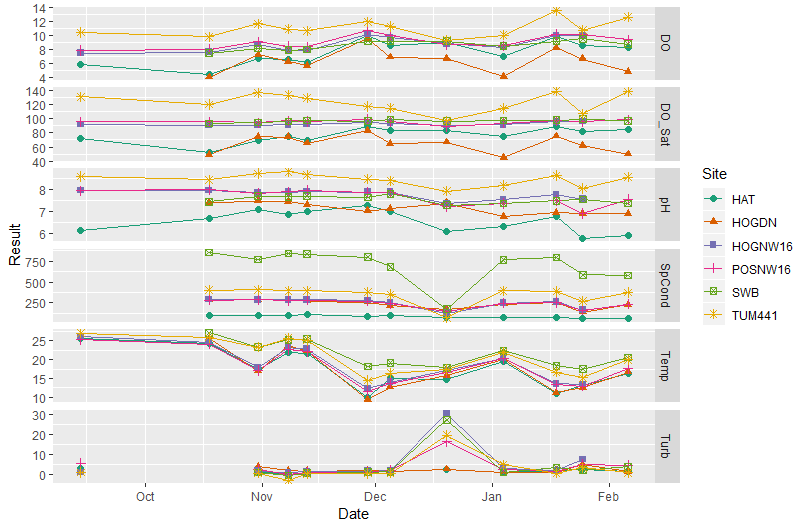 14
12
10
8
6
4
DO
140
120
100
80
60
40
DO_Sat
8
7
6
pH
750
500
250
SpCond
25
20
15
10
Temp
30
20
10
0
Turb
Result
Oct Nov Dec Jan Feb
Date
Site
HAT
HOGDN
HOGNW16
POSNW16
SWB
TUM441